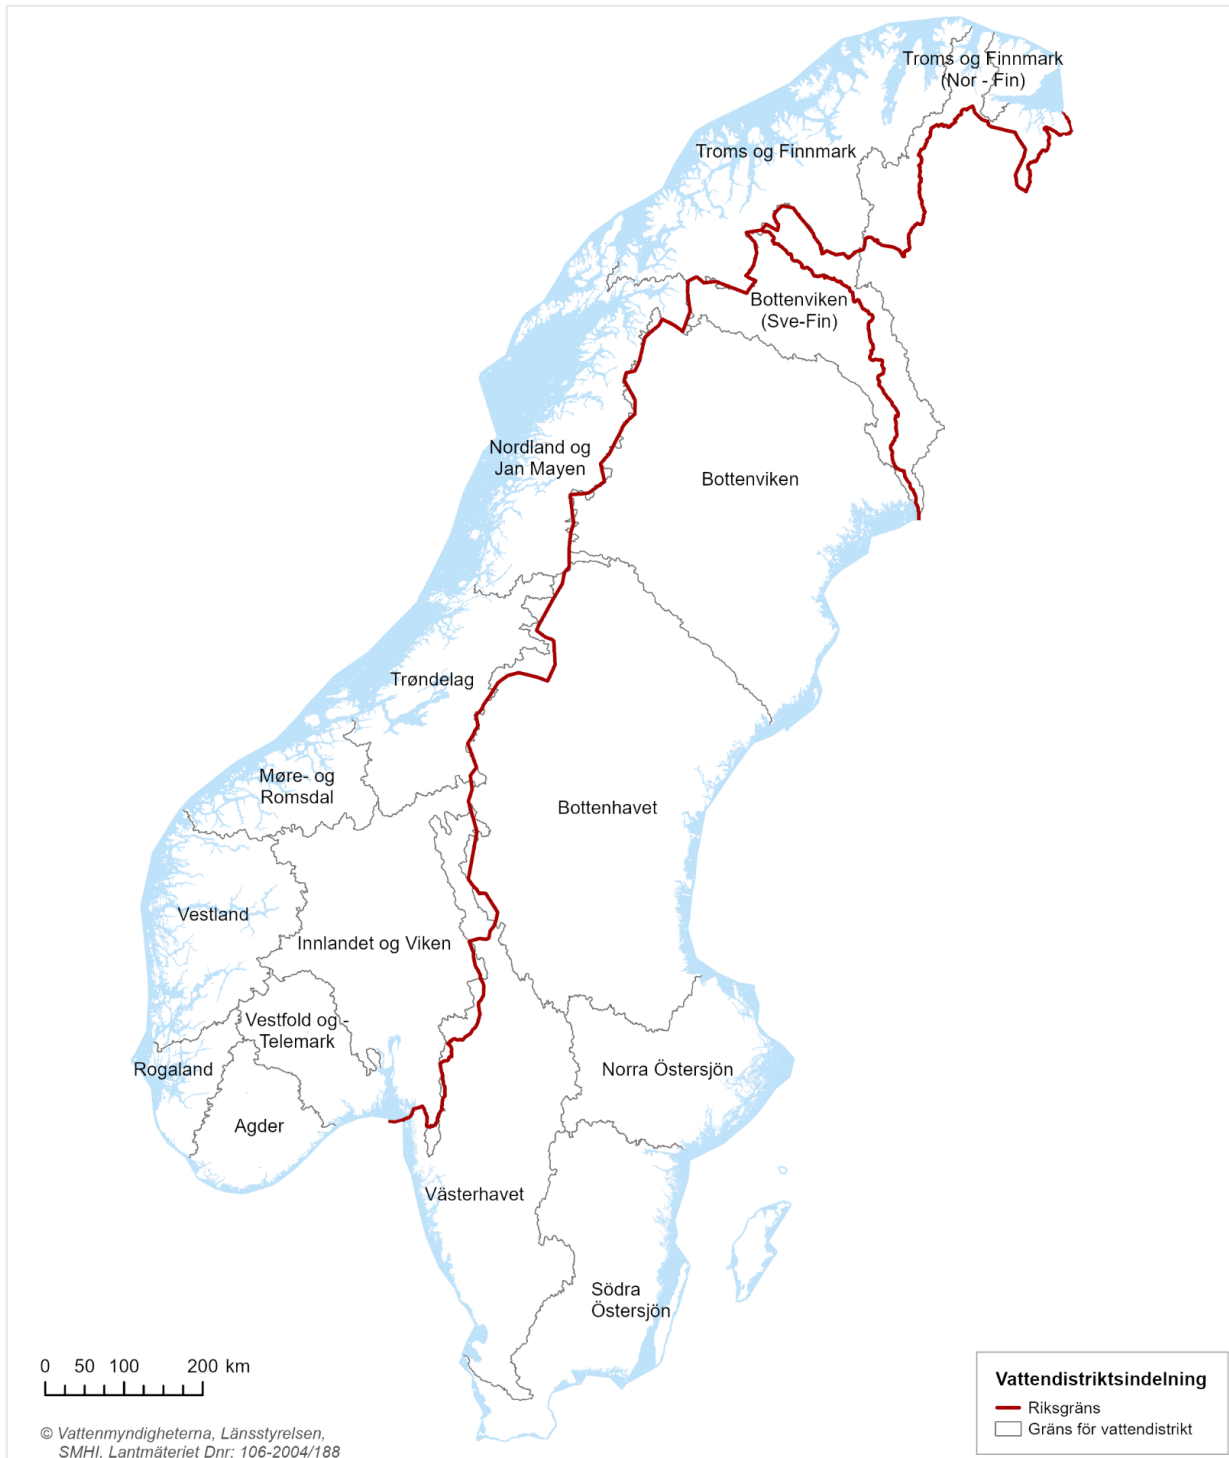 Troms og Finnmark
(Nor - Fin)
Troms og Finnmark
Bottenviken
(Sve-Fin)
Nordland og
Jan Mayen
Bottenviken
Trøndelag
Møre- og
Romsdal
Bottenhavet
Vestland
Innlandet og Viken
Vestfold og -
Telemark
Rogaland
Norra Östersjön
Agder
Västerhavet
Södra
Östersjön
0 50 100 200 km
Vattendistriktsindelning
Riksgräns
Gräns för vattendistrikt
© Vattenmyndigheterna, Länsstyrelsen,
SMHI, Lantmäteriet Dnr: 106-2004/188